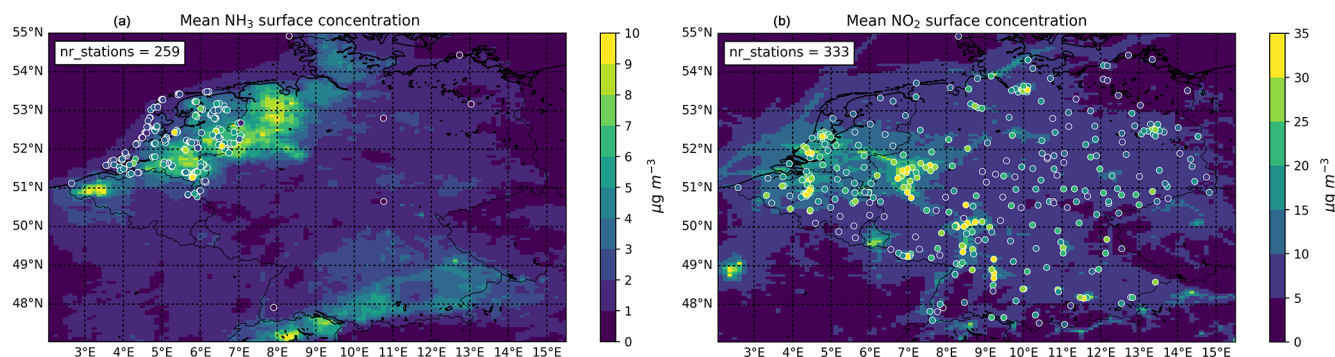 (a) Mean NH₃ surface concentration
nr_stations = 259
55°N
54°N
53°N
52°N
51°N
50°N
49°N
48°N
3°E 4°E 5°E 6°E 7°E 8°E 9°E 10°E 11°E 12°E 13°E 14°E 15°E
10
9
8
7
6
5
4
3
2
1
0
μg m⁻³
(b) Mean NO₂ surface concentration
nr_stations = 333
55°N
54°N
53°N
52°N
51°N
50°N
49°N
48°N
3°E 4°E 5°E 6°E 7°E 8°E 9°E 10°E 11°E 12°E 13°E 14°E 15°E
35
30
25
20
15
10
5
0
μg m⁻³